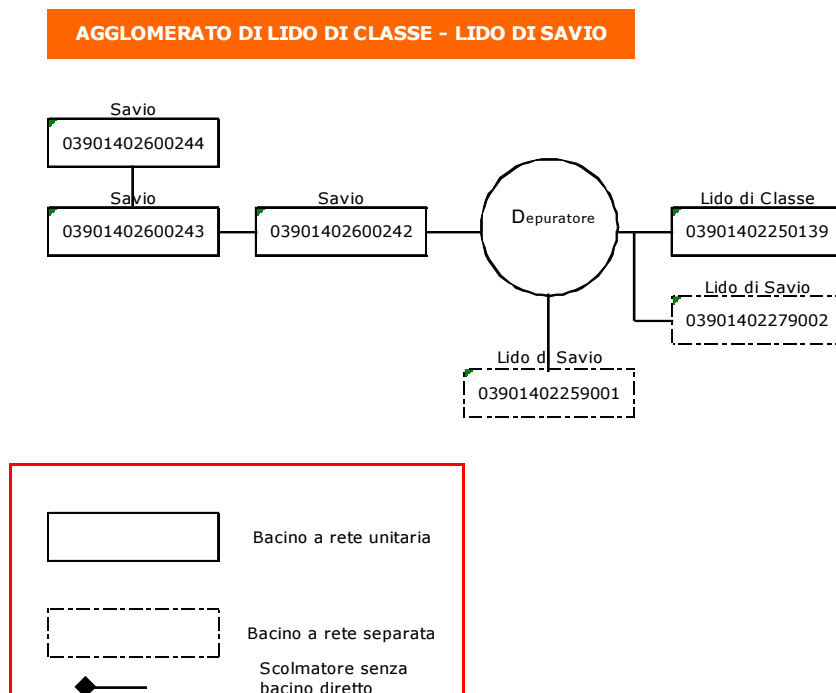 AGGLOMERATO DI LIDO DI CLASSE - LIDO DI SAVIO
Savio
03901402600244
Savio
03901402600243
Savio
03901402600242
Depuratore
Lido di Classe
03901402250139
Lido di Savio
03901402279002
Lido di Savio
03901402259001
Bacino a rete unitaria
Bacino a rete separata
Scolmatore senza
bacino diretto